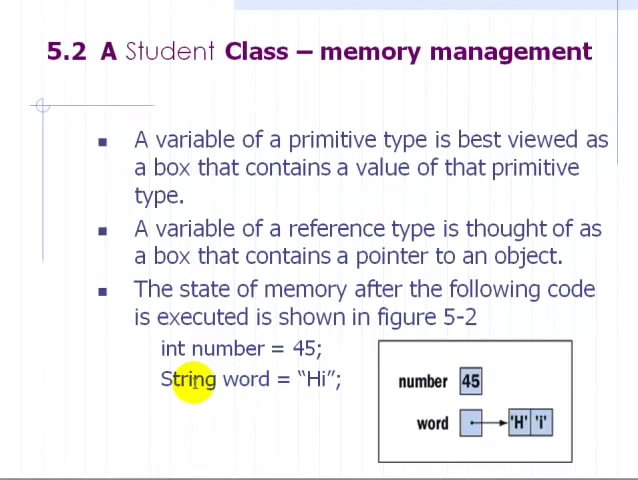 5.2 A Student Class – memory management
A variable of a primitive type is best viewed as
a box that contains a value of that primitive
type.
A variable of a reference type is thought of as
a box that contains a pointer to an object.
The state of memory after the following code
is executed is shown in figure 5-2
int number = 45;
String word = “Hi”;
number 45
word 'H' 'i'